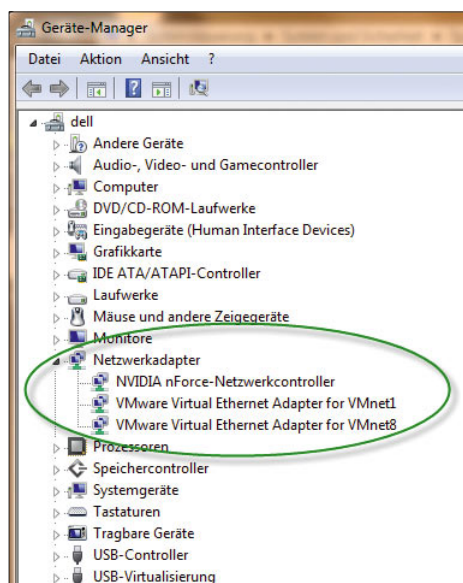 Geräte-Manager
Datei Aktion Ansicht ?
dell
Andere Geräte
Audio-, Video- und Gamecontroller
Computer
DVD/CD-ROM-Laufwerke
Eingabegeräte (Human Interface Devices)
Grafikkarte
IDE ATA/ATAPI-Controller
Laufwerke
Mäuse und andere Zeigegeräte
Monitore
Netzwerkadapter
NVIDIA nForce-Netzwerkcontroller
VMware Virtual Ethernet Adapter for VMnet1
VMware Virtual Ethernet Adapter for VMnet8
Prozessoren
Speichercontroller
Systemgeräte
Tastaturen
Tragbare Geräte
USB-Controller
USB-Virtualisierung